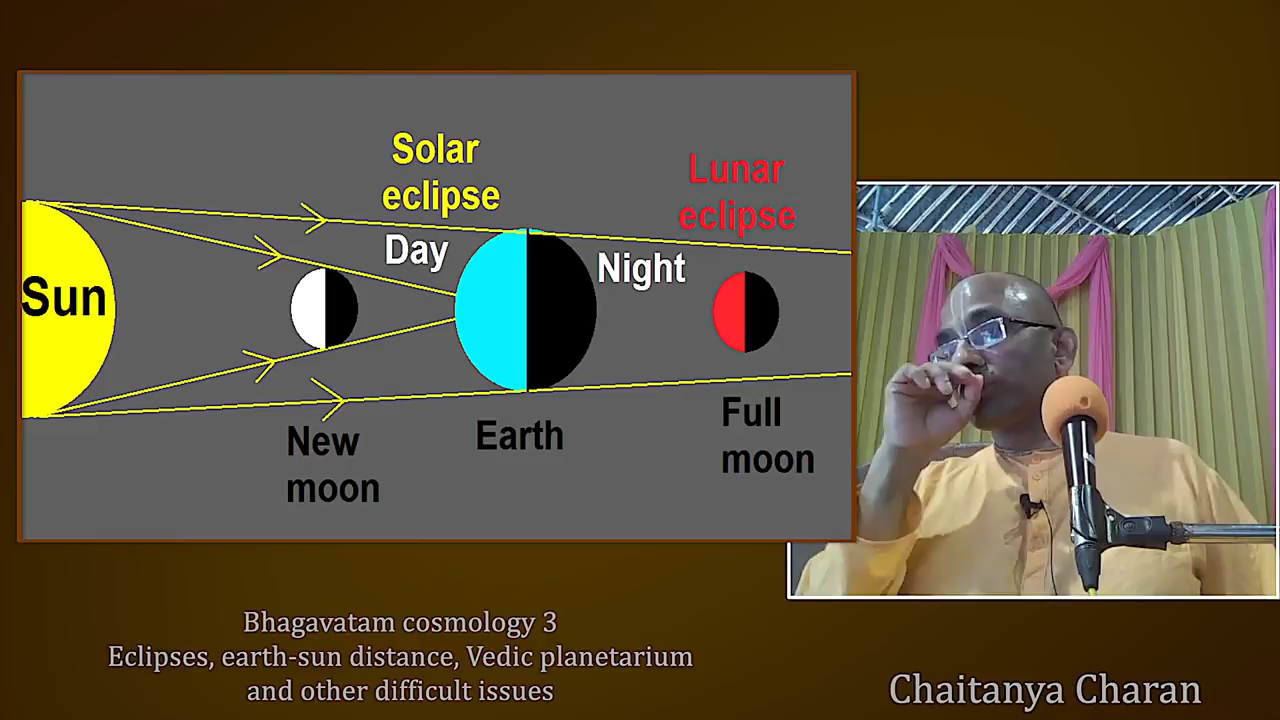 Solar
eclipse
Lunar
eclipse
Day
Night
Sun
New
moon
Earth
Full
moon
Bhagavatam cosmology 3
Eclipses, earth-sun distance, Vedic planetarium
and other difficult issues
Chaitanya Charan